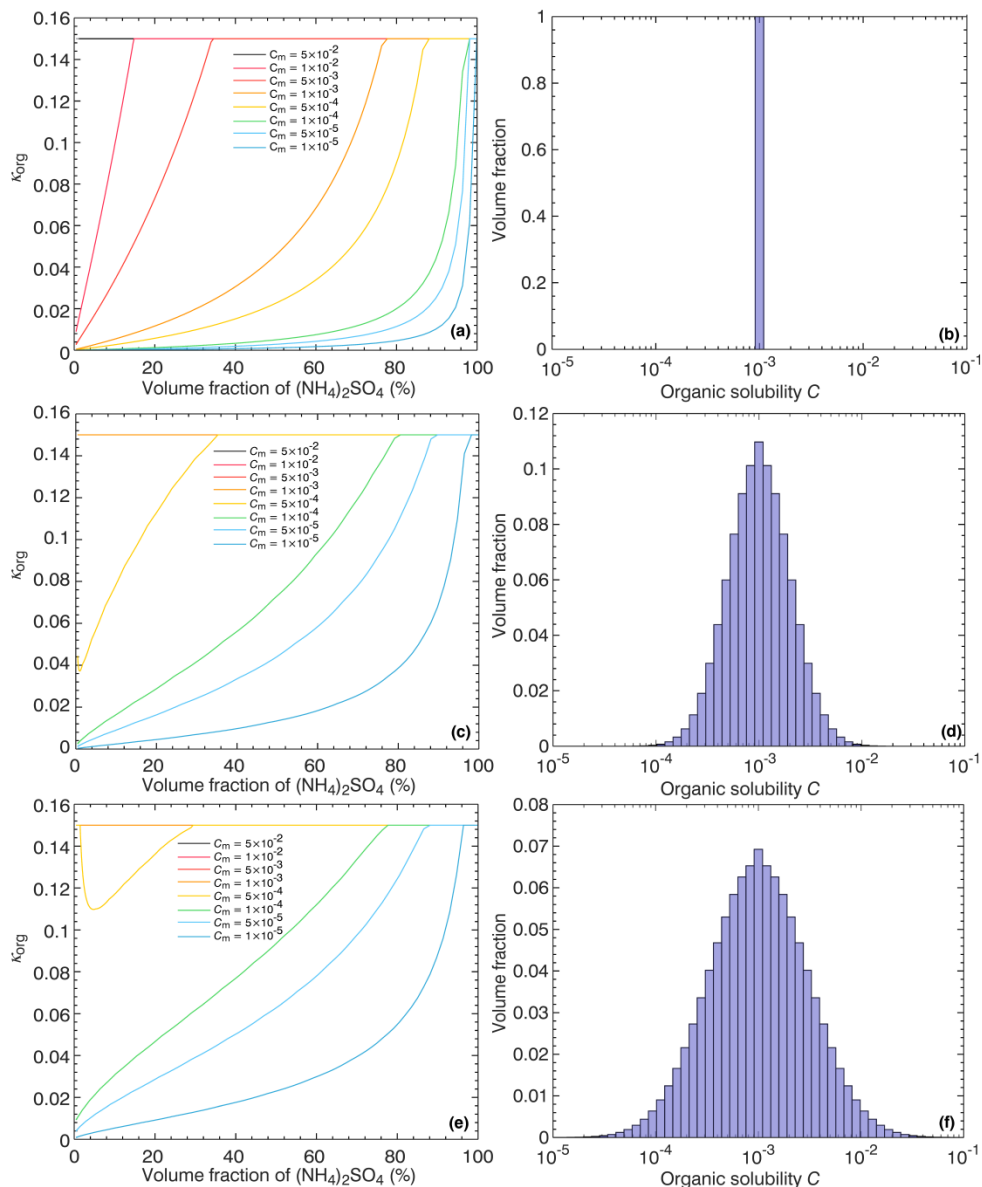 0.16
0.14
0.12
0.1
0.08
0.06
0.04
0.02
0
κorg
Cm = 5×10-2
Cm = 1×10-2
Cm = 5×10-3
Cm = 1×10-3
Cm = 5×10-4
Cm = 1×10-4
Cm = 5×10-5
Cm = 1×10-5
(a)
0 20 40 60 80 100
Volume fraction of (NH4)2SO4 (%)
1
0.8
0.6
0.4
0.2
0
Volume fraction
(b)
10-5 10-4 10-3 10-2 10-1
Organic solubility C
0.16
0.14
0.12
0.1
0.08
0.06
0.04
0.02
0
κorg
Cm = 5×10-2
Cm = 1×10-2
Cm = 5×10-3
Cm = 1×10-3
Cm = 5×10-4
Cm = 1×10-4
Cm = 5×10-5
Cm = 1×10-5
(c)
0 20 40 60 80 100
Volume fraction of (NH4)2SO4 (%)
0.12
0.1
0.08
0.06
0.04
0.02
0
Volume fraction
(d)
10-5 10-4 10-3 10-2 10-1
Organic solubility C
0.16
0.14
0.12
0.1
0.08
0.06
0.04
0.02
0
κorg
Cm = 5×10-2
Cm = 1×10-2
Cm = 5×10-3
Cm = 1×10-3
Cm = 5×10-4
Cm = 1×10-4
Cm = 5×10-5
Cm = 1×10-5
(e)
0 20 40 60 80 100
Volume fraction of (NH4)2SO4 (%)
0.08
0.07
0.06
0.05
0.04
0.03
0.02
0.01
0
Volume fraction
(f)
10-5 10-4 10-3 10-2 10-1
Organic solubility C